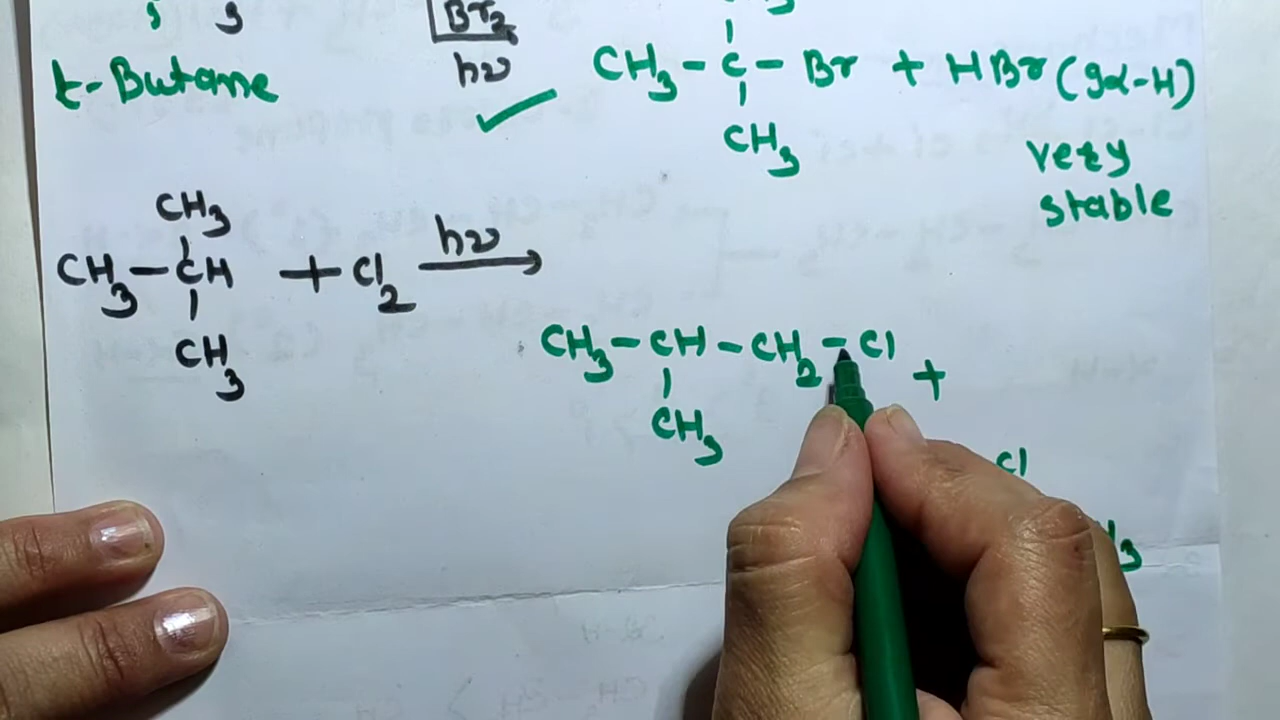 Br2
hν
t-Butane
CH3-C-Br + HBr (9α-H)
CH3
very
stable
CH3
CH3-CH + Cl2 hν
CH3
CH3-CH-CH2-Cl +
CH3
Cl